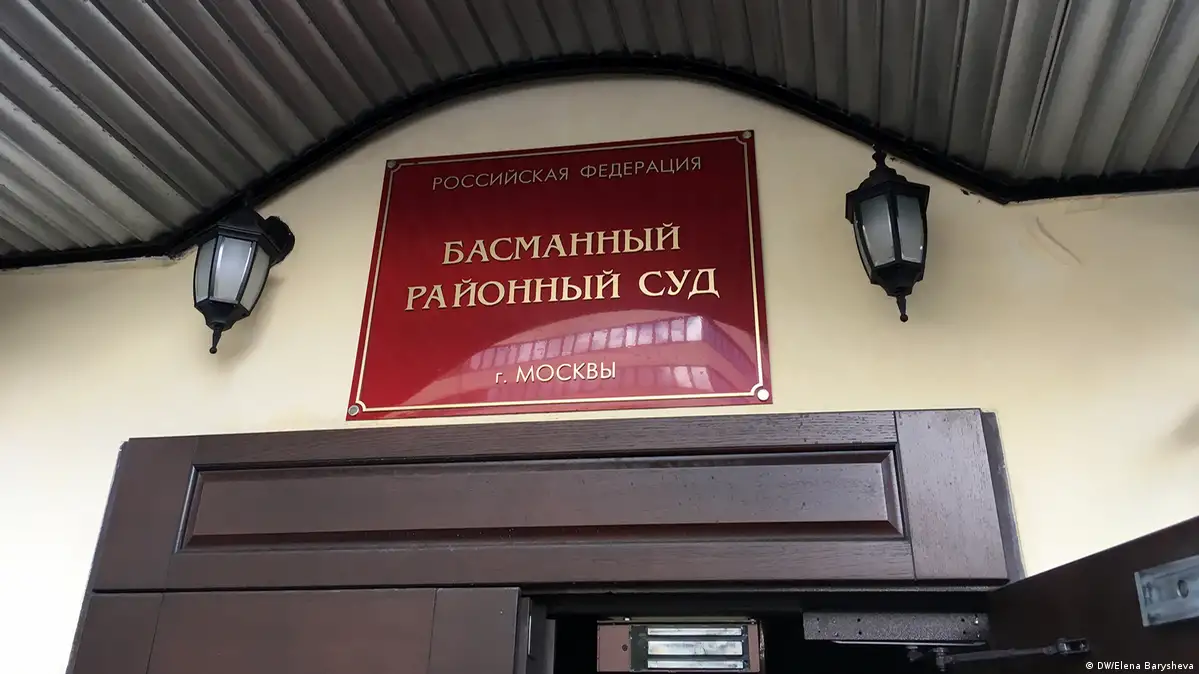 РОССИЙСКАЯ ФЕДЕРАЦИЯ
БАСМАННЫЙ
РАЙОННЫЙ СУД
г. МОСКВЫ
© DW/Elena Barysheva